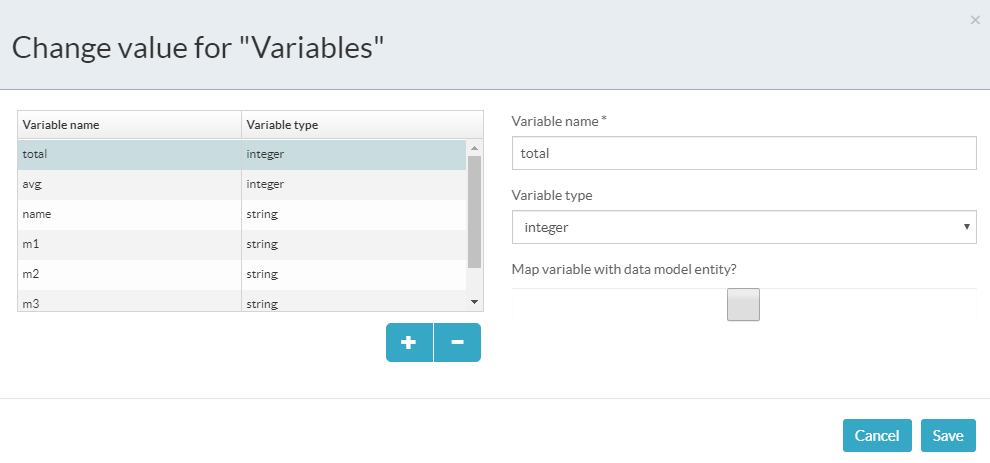 ×
Change value for "Variables"
Variable name Variable type
total integer
avg integer
name string
m1 string
m2 string
m3 string
Variable name *
total
Variable type
integer
Map variable with data model entity?
+ −
Cancel Save